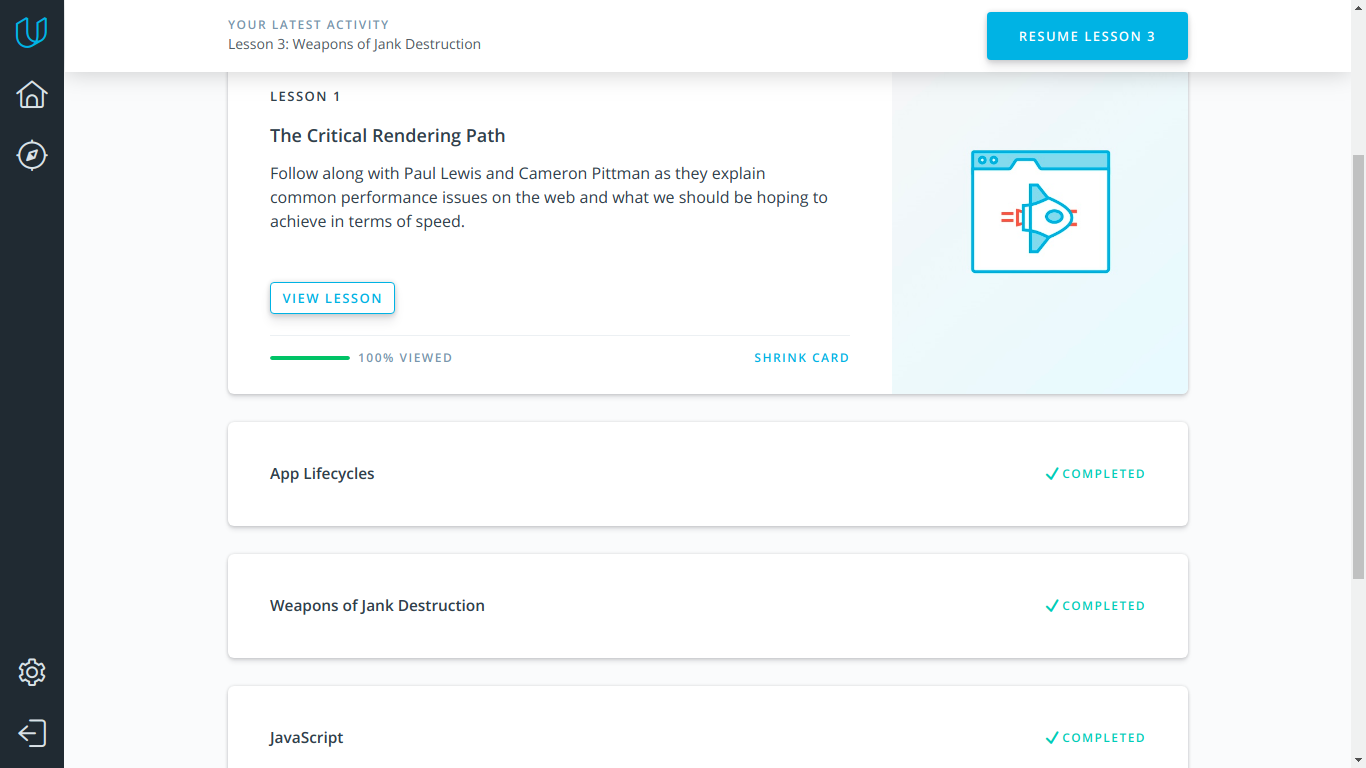 YOUR LATEST ACTIVITY
Lesson 3: Weapons of Jank Destruction
RESUME LESSON 3
LESSON 1
The Critical Rendering Path
Follow along with Paul Lewis and Cameron Pittman as they explain
common performance issues on the web and what we should be hoping to
achieve in terms of speed.
VIEW LESSON
100% VIEWED
SHRINK CARD
App Lifecycles
COMPLETED
Weapons of Jank Destruction
COMPLETED
JavaScript
COMPLETED